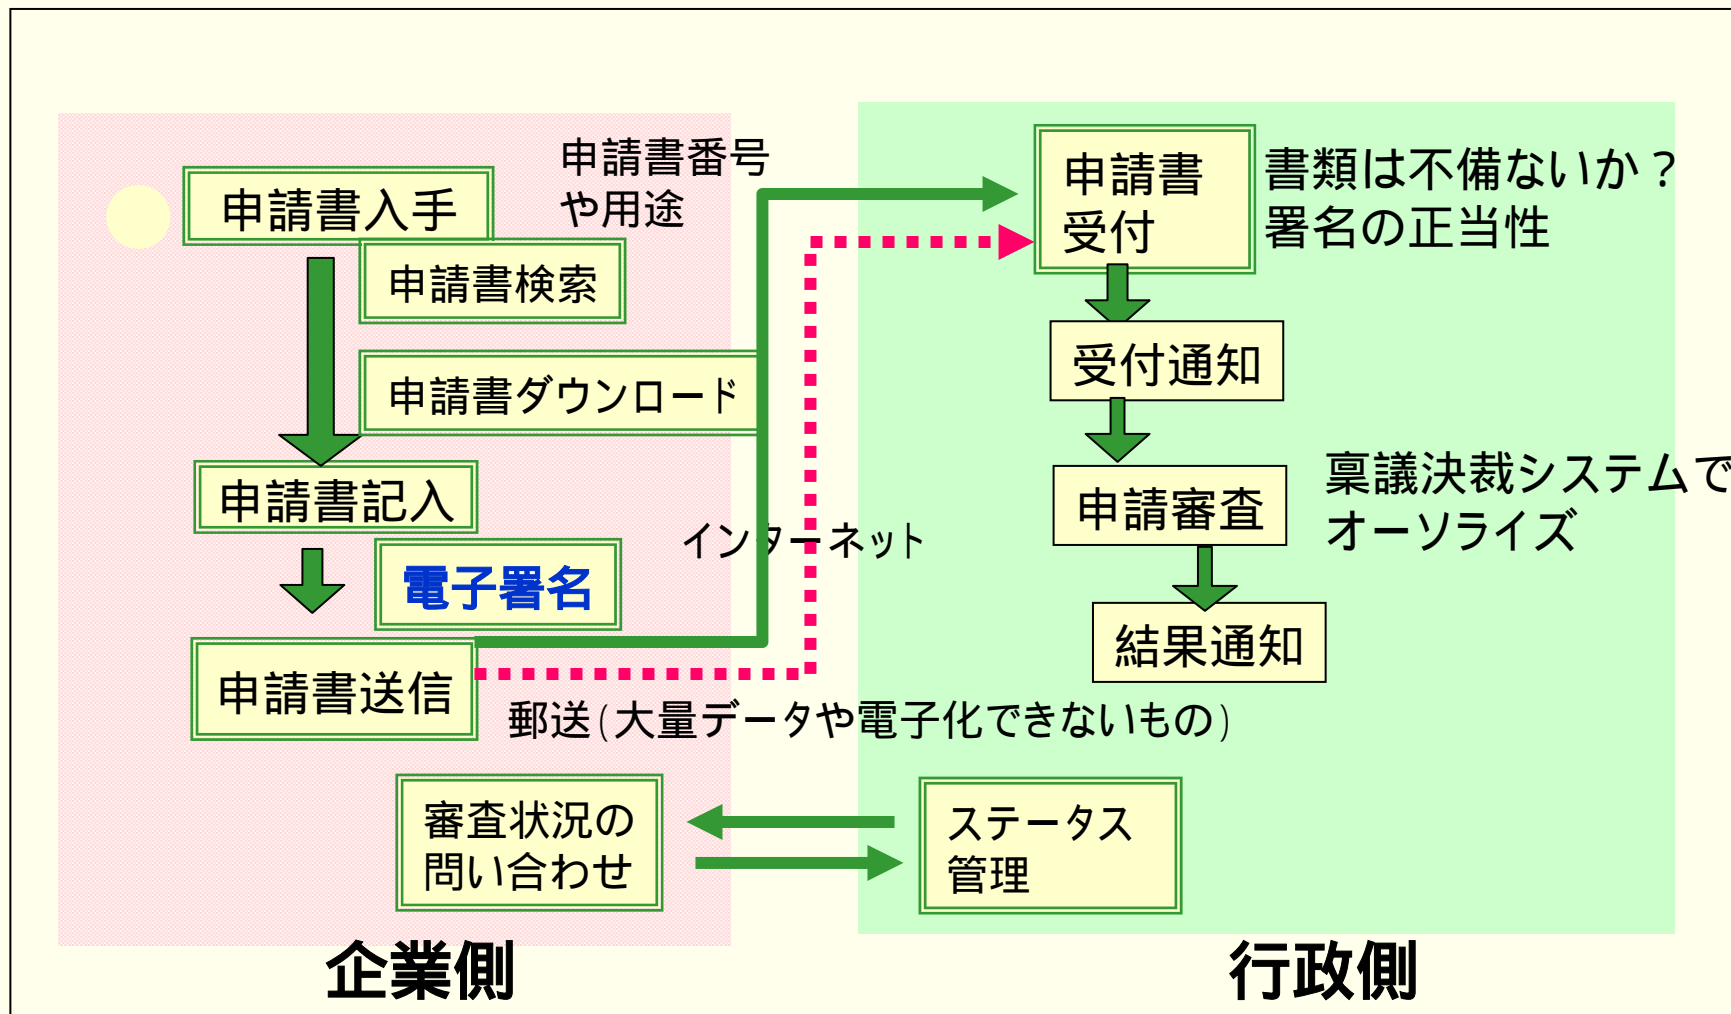 申請書入手
申請書番号
や用途
申請書検索
申請書ダウンロード
申請書記入
電子署名
申請書送信
インターネット
郵送(大量データや電子化できないもの)
審査状況の
問い合わせ
企業側
申請書
受付
書類は不備ないか？
署名の正当性
受付通知
申請審査
稟議決裁システムで
オーソライズ
結果通知
ステータス
管理
行政側